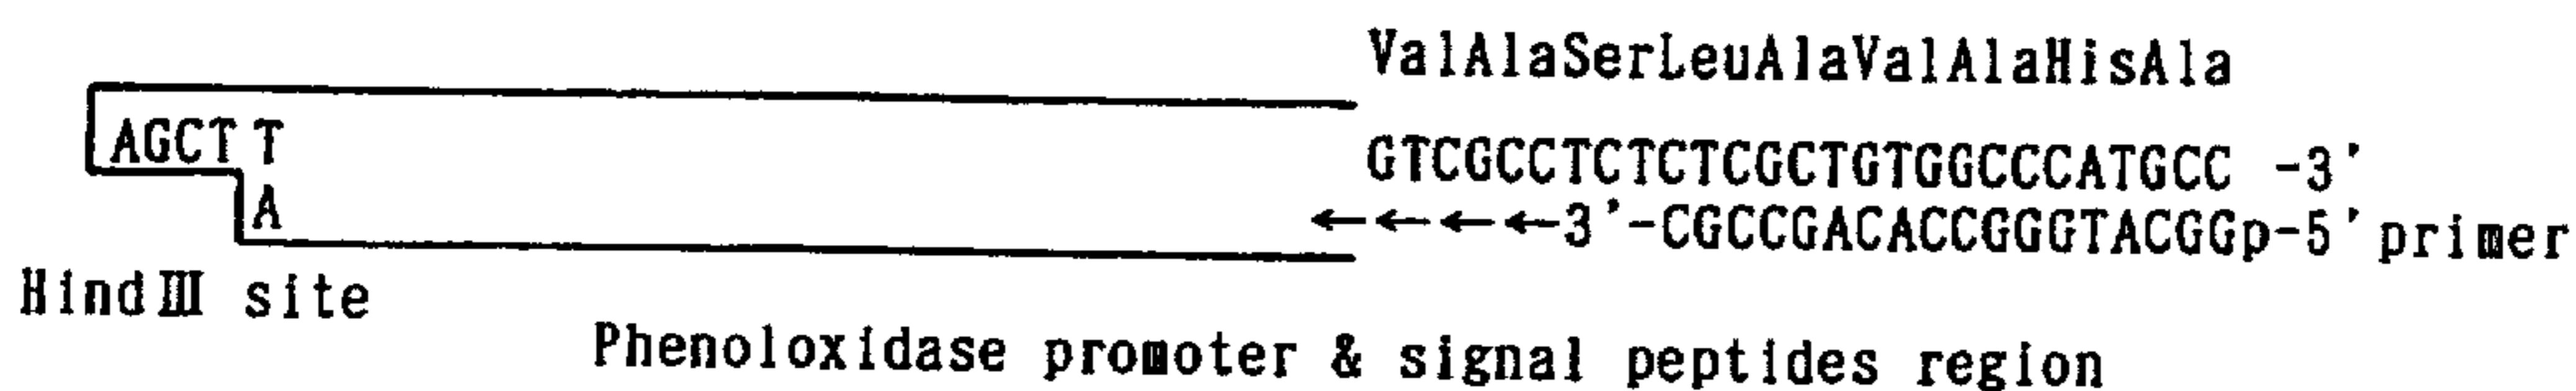 ValAlaSerLeuAlaValAlaHisAla
AGCT T
GTCGCCTCTCTCGCTGTGGCCCATGCC -3'
A
←←←←3'-CGCCGACACCGGGTACGGp-5' primer
HindⅢ site
Phenoloxidase promoter & signal peptides region